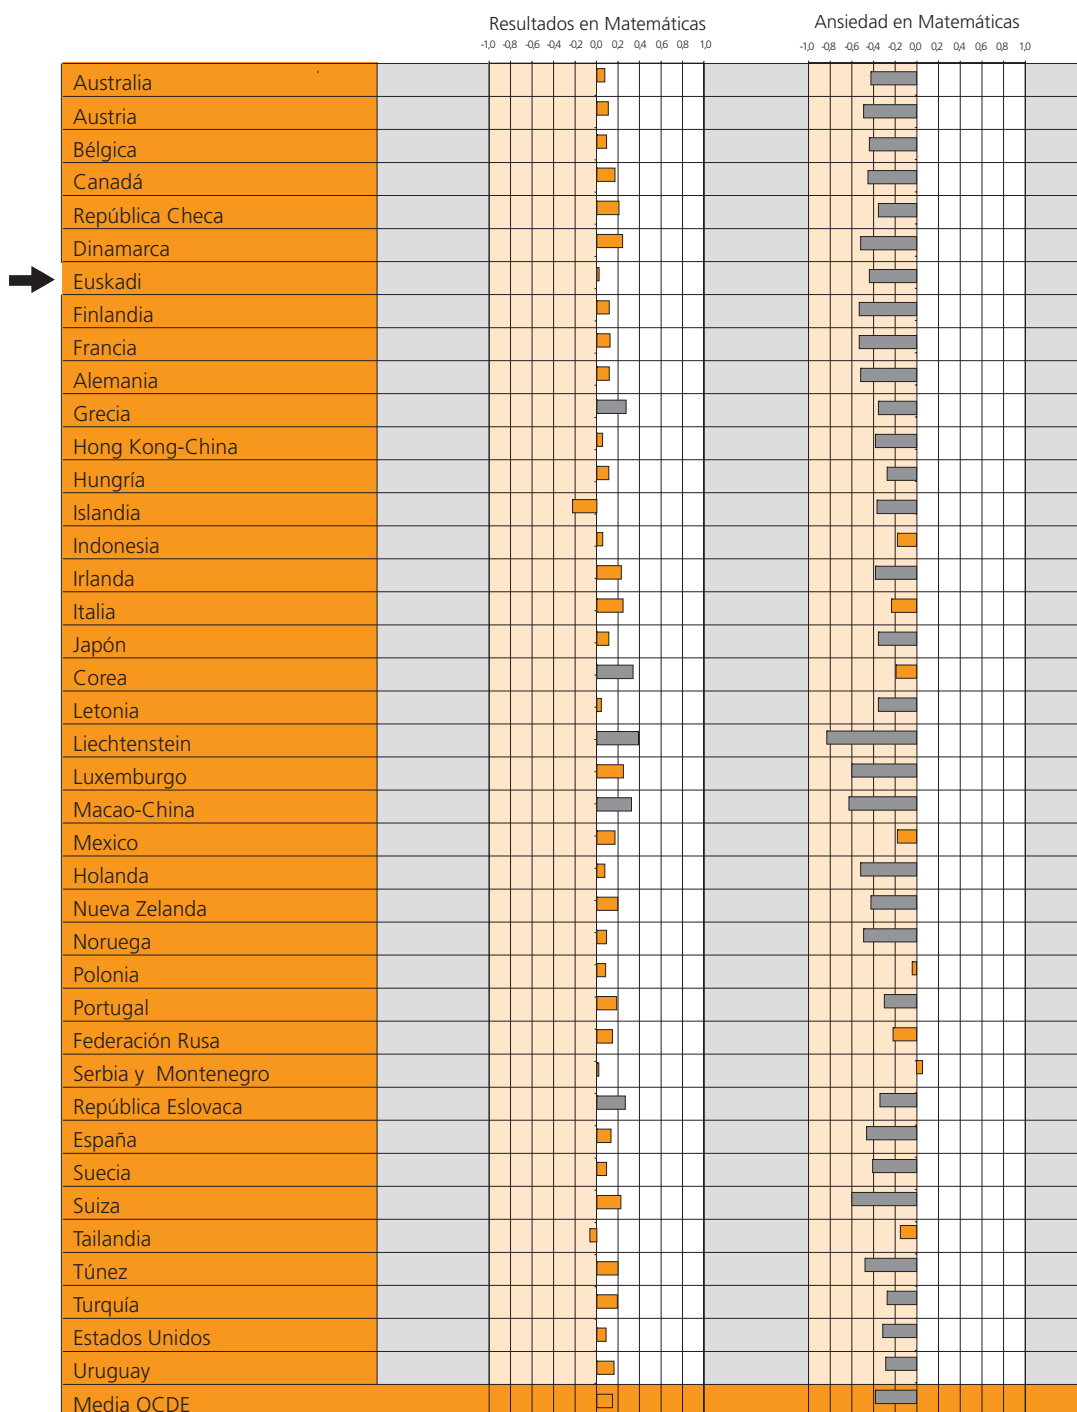 Resultados en Matemáticas Ansiedad en Matemáticas
-1,0 -0,8 -0,6 -0,4 -0,2 0,0 0,2 0,4 0,6 0,8 1,0 -1,0 -0,8 -0,6 -0,4 -0,2 0,0 0,2 0,4 0,6 0,8 1,0
Australia
Austria
Bélgica
Canadá
República Checa
Dinamarca
Euskadi
Finlandia
Francia
Alemania
Grecia
Hong Kong-China
Hungría
Islandia
Indonesia
Irlanda
Italia
Japón
Corea
Letonia
Liechtenstein
Luxemburgo
Macao-China
Mexico
Holanda
Nueva Zelanda
Noruega
Polonia
Portugal
Federación Rusa
Serbia y Montenegro
República Eslovaca
España
Suecia
Suiza
Tailandia
Túnez
Turquía
Estados Unidos
Uruguay
Media OCDE